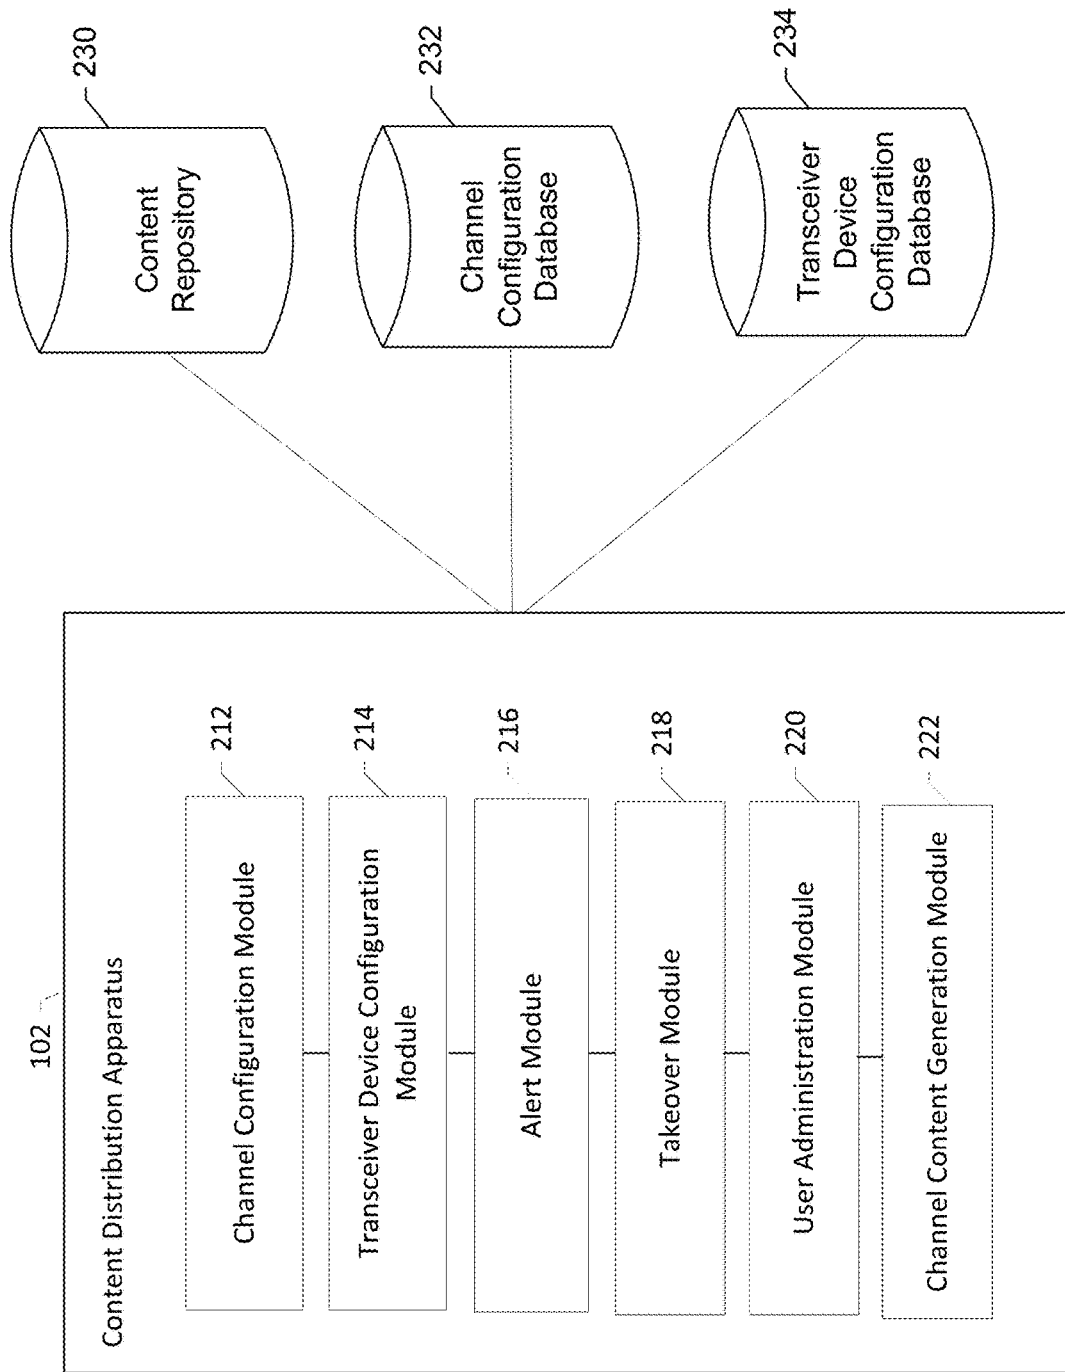 102
Content Distribution Apparatus
Channel Configuration Module
212
Transceiver Device Configuration
Module
214
Alert Module
216
Takeover Module
218
User Administration Module
220
Channel Content Generation Module
222
Content
Repository
230
Channel
Configuration
Database
232
Transceiver
Device
Configuration
Database
234